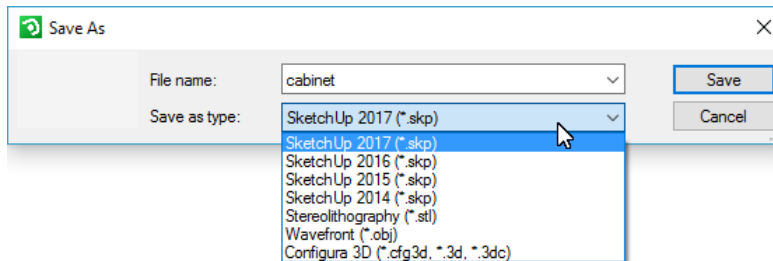 Save As
File name: cabinet Save
Save as type: SketchUp 2017 (*.skp) Cancel
SketchUp 2017 (*.skp)
SketchUp 2016 (*.skp)
SketchUp 2015 (*.skp)
SketchUp 2014 (*.skp)
Stereolithography (*.stl)
Wavefront (*.obj)
Configura 3D (*.cfg3d, *.3d, *.3dc)